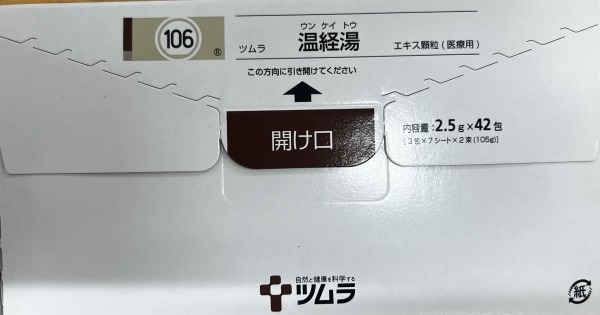 106 ®
ウン ケイ トウ
ツムラ 温経湯 エキス顆粒(医療用)
この方向に引き開けてください
開け口
内容量:2.5g×42包
[3包×7シート×2束(105g)]
自然と健康を科学する
ツムラ
紙